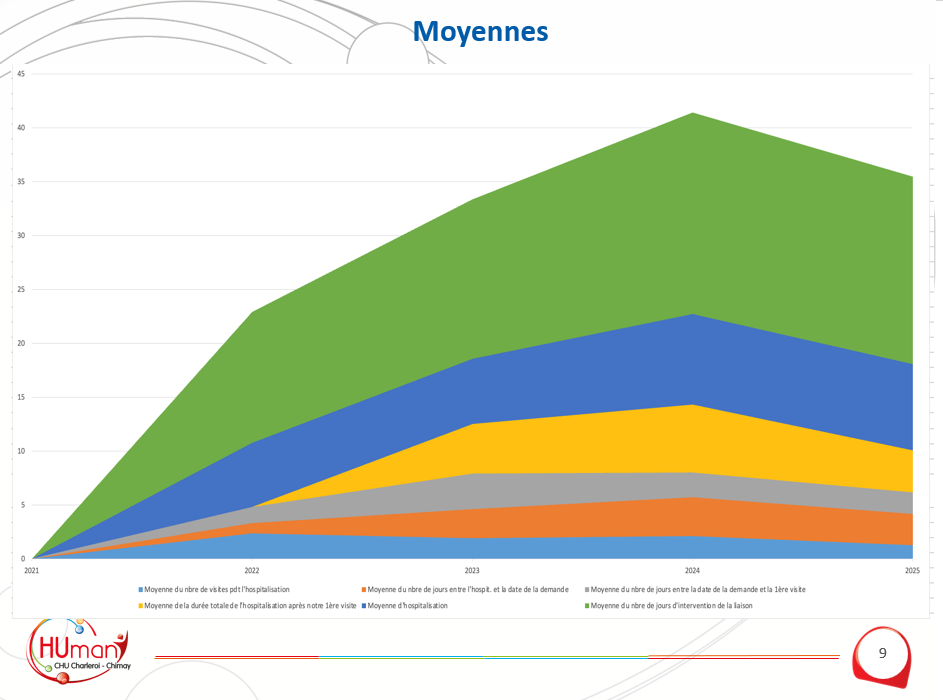 Moyennes
45
40
35
30
25
20
15
10
5
0
2021 2022 2023 2024 2025
Moyenne du nbre de visites pdt l'hospitalisation Moyenne du nbre de jours entre l'hospit. et la date de la demande Moyenne du nbre de jours entre la date de la demande et la 1ère visite
Moyenne de la durée totale de l'hospitalisation après notre 1ère visite Moyenne d'hospitalisation Moyenne du nbre de jours d'intervention de la liaison
HUmani
CHU Charleroi - Chimay
9